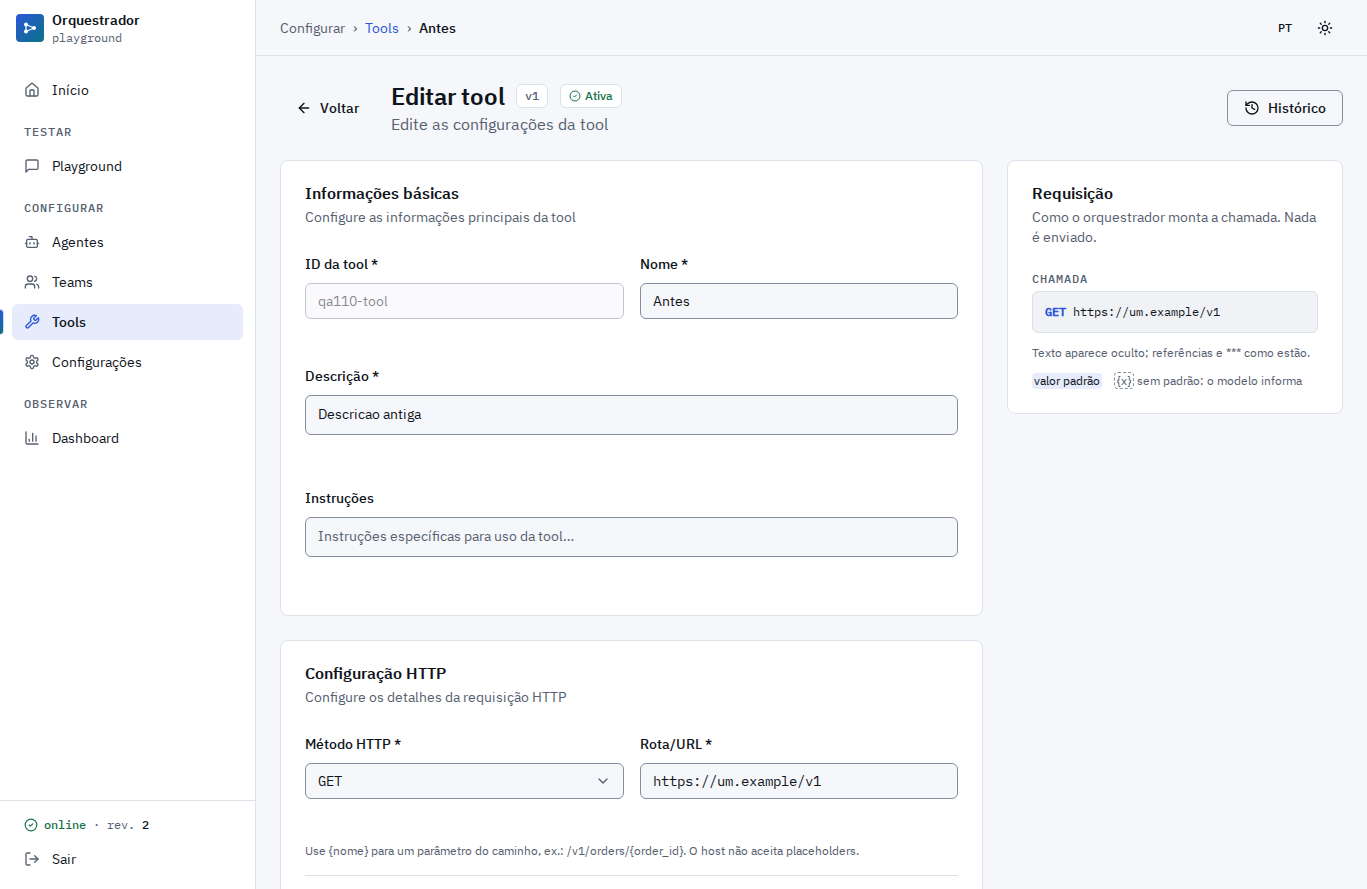 Orquestrador
playground
Início
TESTAR
Playground
CONFIGURAR
Agentes
Teams
Tools
Configurações
OBSERVAR
Dashboard
online · rev. 2
Sair
Configurar › Tools › Antes
PT
Voltar
Editar tool v1 Ativa
Edite as configurações da tool
Histórico
Informações básicas
Configure as informações principais da tool
ID da tool * Nome *
qa110-tool Antes
Descrição *
Descricao antiga
Instruções
Instruções específicas para uso da tool...
Configuração HTTP
Configure os detalhes da requisição HTTP
Método HTTP * Rota/URL *
GET https://um.example/v1
Use {nome} para um parâmetro do caminho, ex.: /v1/orders/{order_id}. O host não aceita placeholders.
Requisição
Como o orquestrador monta a chamada. Nada
é enviado.
CHAMADA
GET https://um.example/v1
Texto aparece oculto; referências e *** como estão.
valor padrão {x} sem padrão: o modelo informa